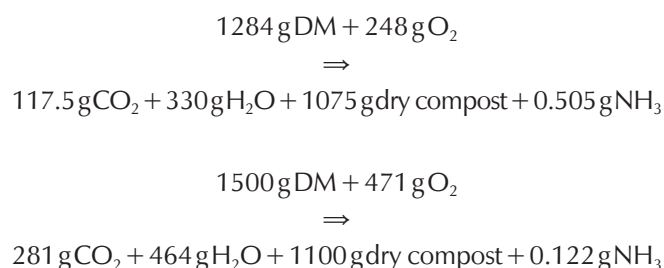 1284 g DM + 248 g O₂
⇒
117.5 g CO₂ + 330 g H₂O + 1075 g dry compost + 0.505 g NH₃
1500 g DM + 471 g O₂
⇒
281 g CO₂ + 464 g H₂O + 1100 g dry compost + 0.122 g NH₃